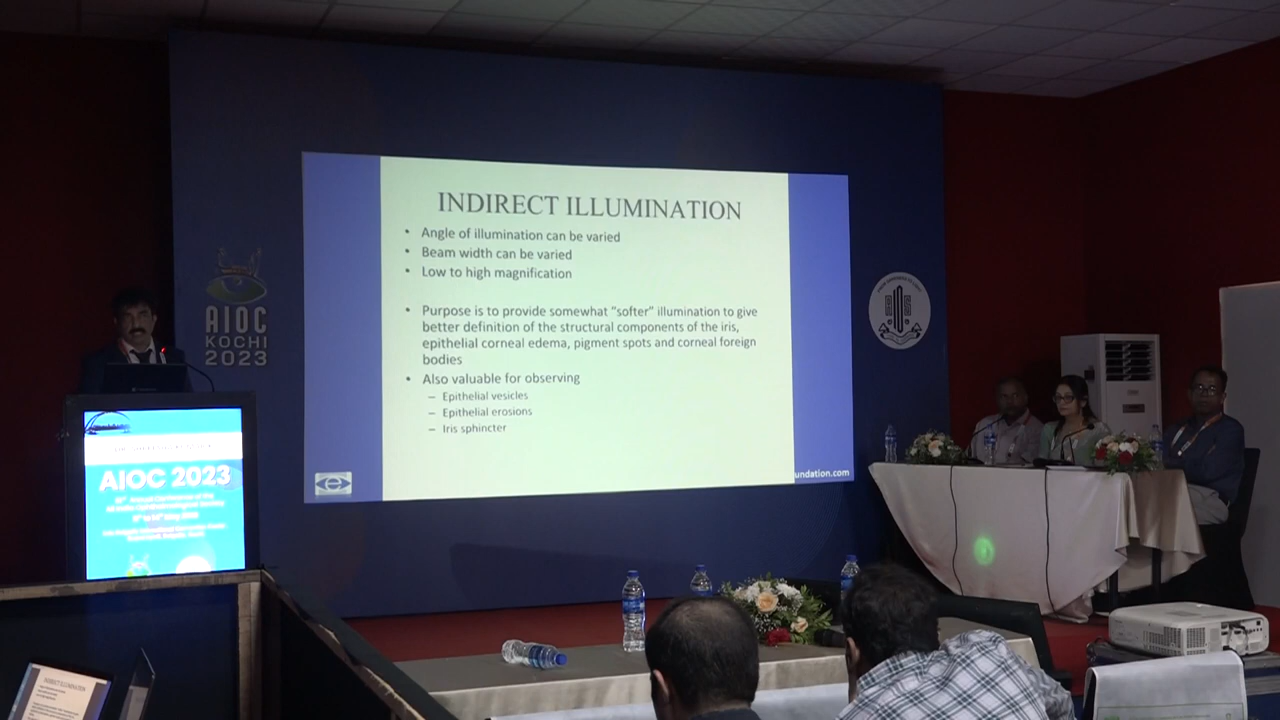 INDIRECT ILLUMINATION
• Angle of illumination can be varied
• Beam width can be varied
• Low to high magnification
• Purpose is to provide somewhat "softer" illumination to give
better definition of the structural components of the iris,
epithelial corneal edema, pigment spots and corneal foreign
bodies
• Also valuable for observing
– Epithelial vesicles
– Epithelial erosions
– Iris sphincter
undation.com
AIOC
KOCHI
2023
AIOC 2023
INDIRECT ILLUMINATION